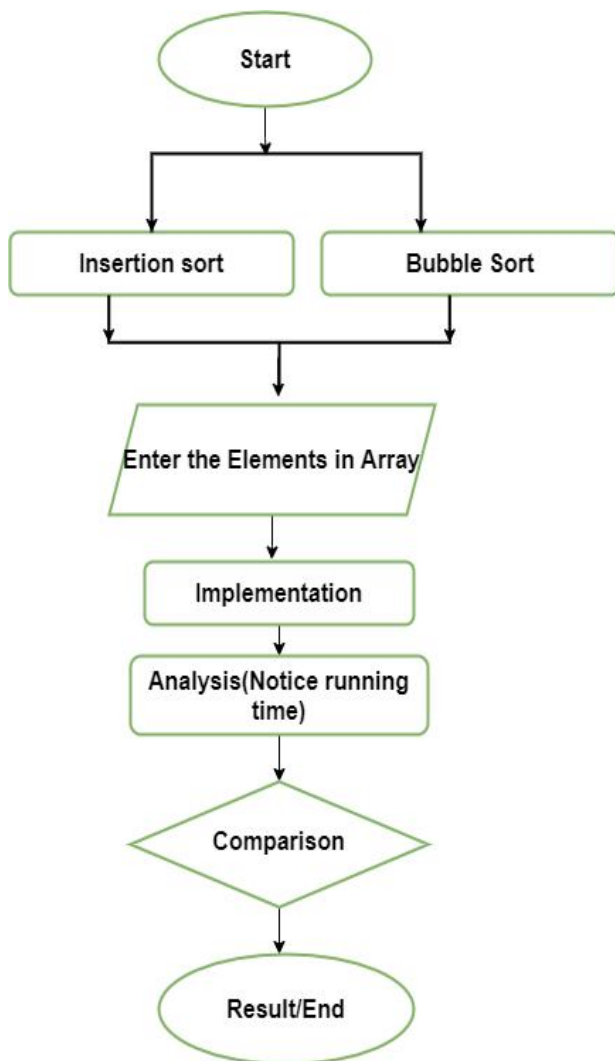 Start
Insertion sort
Bubble Sort
Enter the Elements in Array
Implementation
Analysis(Notice running
time)
Comparison
Result/End